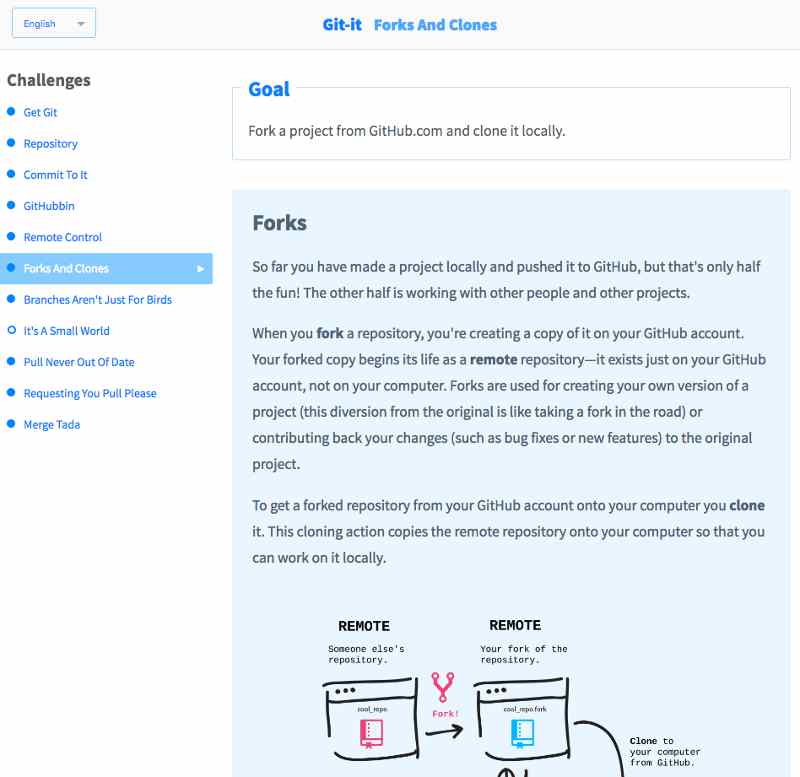 English
Git-it Forks And Clones
Challenges
Get Git
Repository
Commit To It
GitHubbin
Remote Control
Forks And Clones
Branches Aren't Just For Birds
It's A Small World
Pull Never Out Of Date
Requesting You Pull Please
Merge Tada
Goal
Fork a project from GitHub.com and clone it locally.
Forks
So far you have made a project locally and pushed it to GitHub, but that's only half
the fun! The other half is working with other people and other projects.
When you fork a repository, you're creating a copy of it on your GitHub account.
Your forked copy begins its life as a remote repository—it exists just on your GitHub
account, not on your computer. Forks are used for creating your own version of a
project (this diversion from the original is like taking a fork in the road) or
contributing back your changes (such as bug fixes or new features) to the original
project.
To get a forked repository from your GitHub account onto your computer you clone
it. This cloning action copies the remote repository onto your computer so that you
can work on it locally.
REMOTE
Someone else's
repository.
cool_repo
Fork!
REMOTE
Your fork of the
repository.
cool_repo.fork
Clone to
your computer
from GitHub.